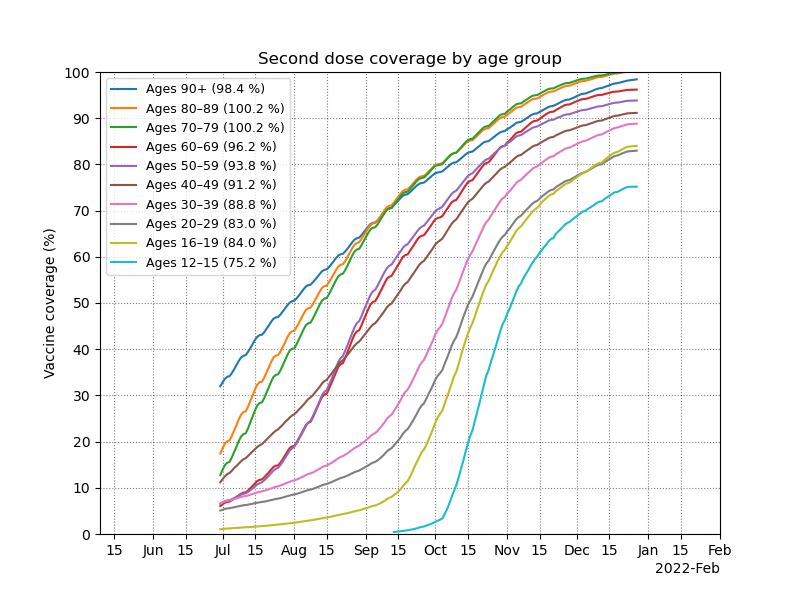 Second dose coverage by age group
Vaccine coverage (%)
100
90
80
70
60
50
40
30
20
10
0
Ages 90+ (98.4 %)
Ages 80–89 (100.2 %)
Ages 70–79 (100.2 %)
Ages 60–69 (96.2 %)
Ages 50–59 (93.8 %)
Ages 40–49 (91.2 %)
Ages 30–39 (88.8 %)
Ages 20–29 (83.0 %)
Ages 16–19 (84.0 %)
Ages 12–15 (75.2 %)
15 Jun 15 Jul 15 Aug 15 Sep 15 Oct 15 Nov 15 Dec 15 Jan 15 Feb
2022-Feb